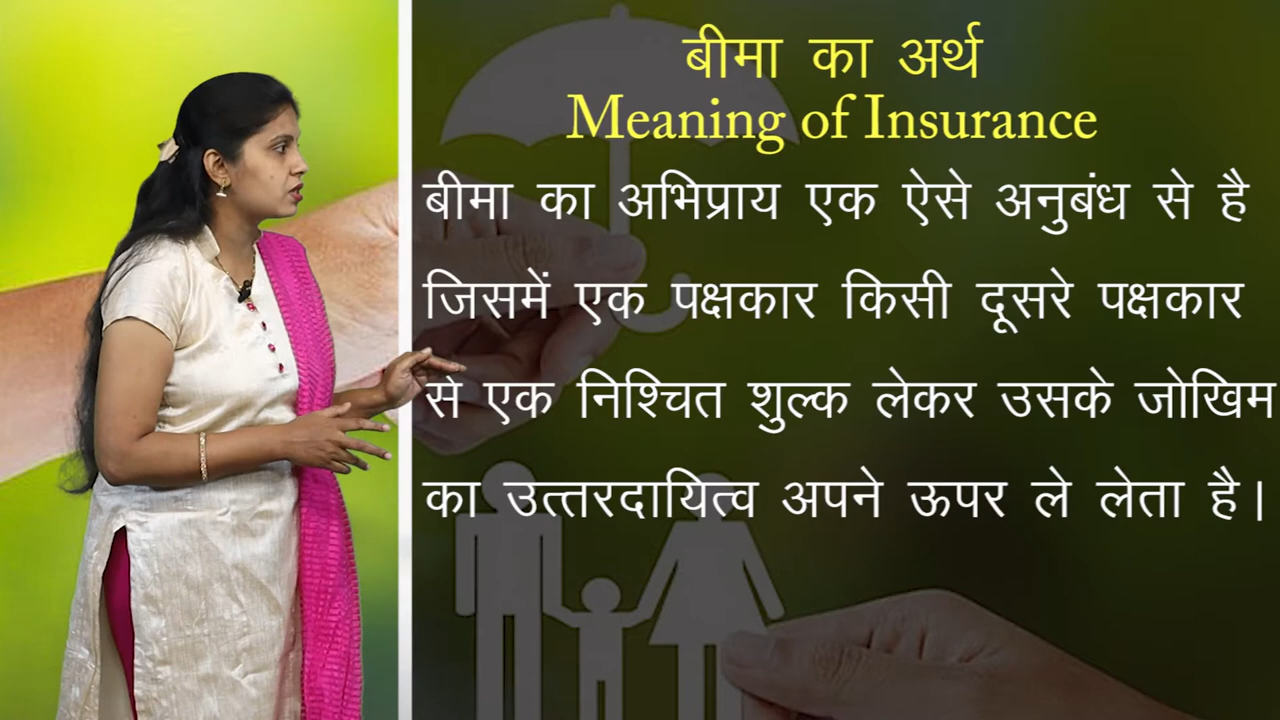 बीमा का अर्थ
Meaning of Insurance
बीमा का अभिप्राय एक ऐसे अनुबंध से है
जिसमें एक पक्षकार किसी दूसरे पक्षकार
से एक निश्चित शुल्क लेकर उसके जोखिम
का उत्तरदायित्व अपने ऊपर ले लेता है।